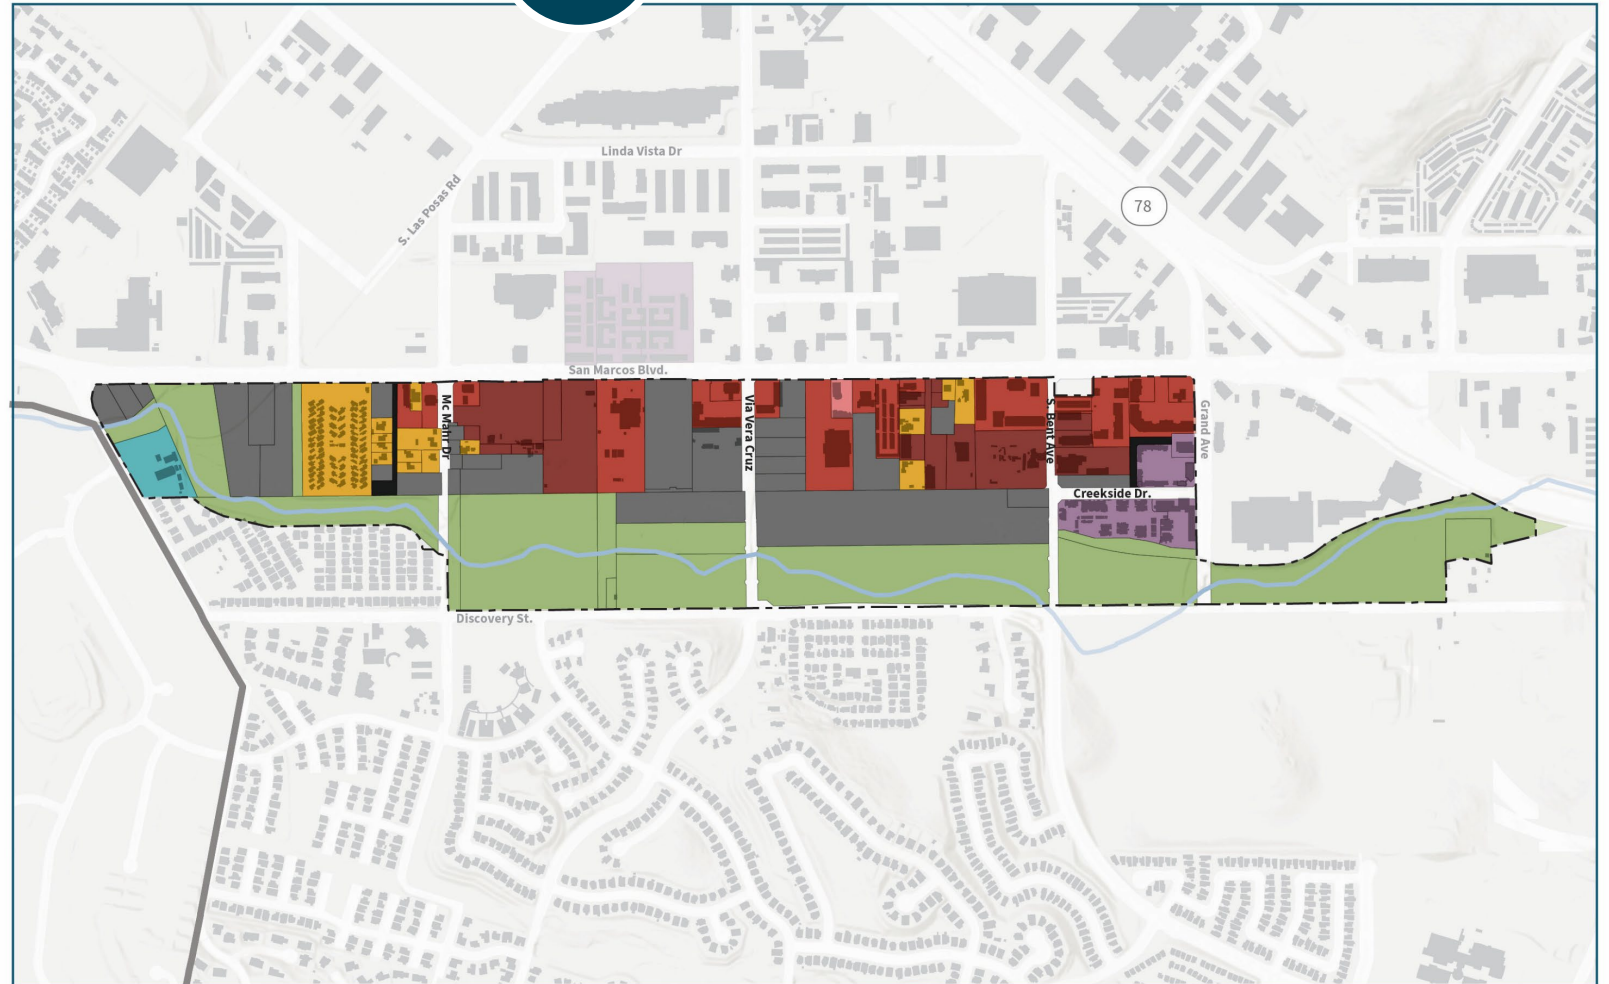 Linda Vista Dr
S. Las Posas Rd
78
San Marcos Blvd.
Mc Mahr Dr
Via Vera Cruz
S. Bent Ave
Grand Ave
Creekside Dr.
Discovery St.